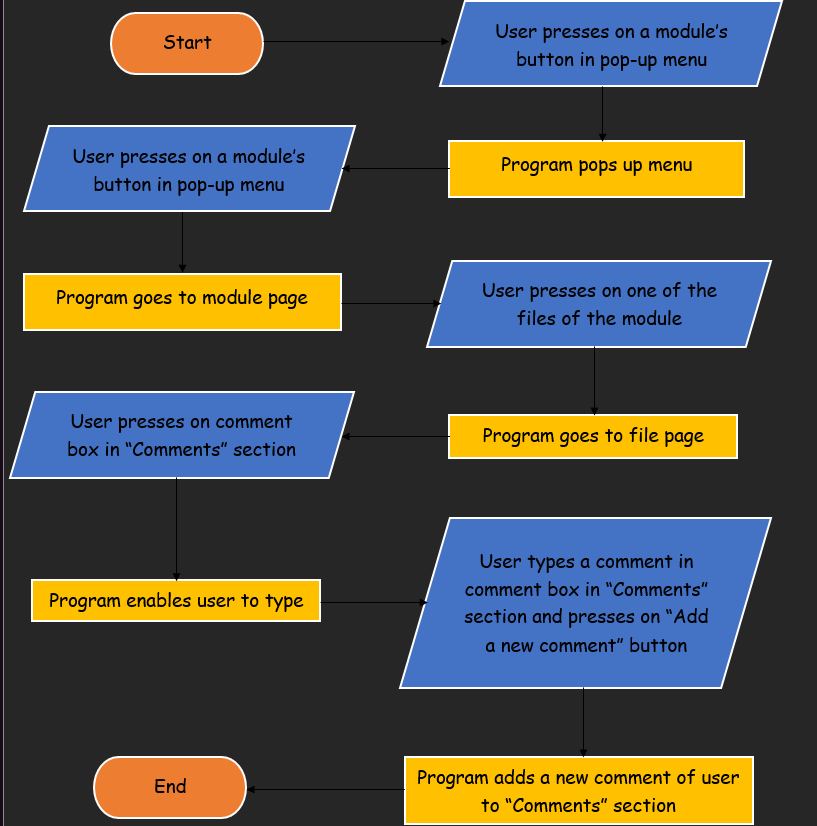 Start
User presses on a module's
button in pop-up menu
Program pops up menu
User presses on a module's
button in pop-up menu
Program goes to module page
User presses on one of the
files of the module
Program goes to file page
User presses on comment
box in “Comments” section
Program enables user to type
User types a comment in
comment box in “Comments”
section and presses on “Add
a new comment” button
Program adds a new comment of user
to “Comments” section
End